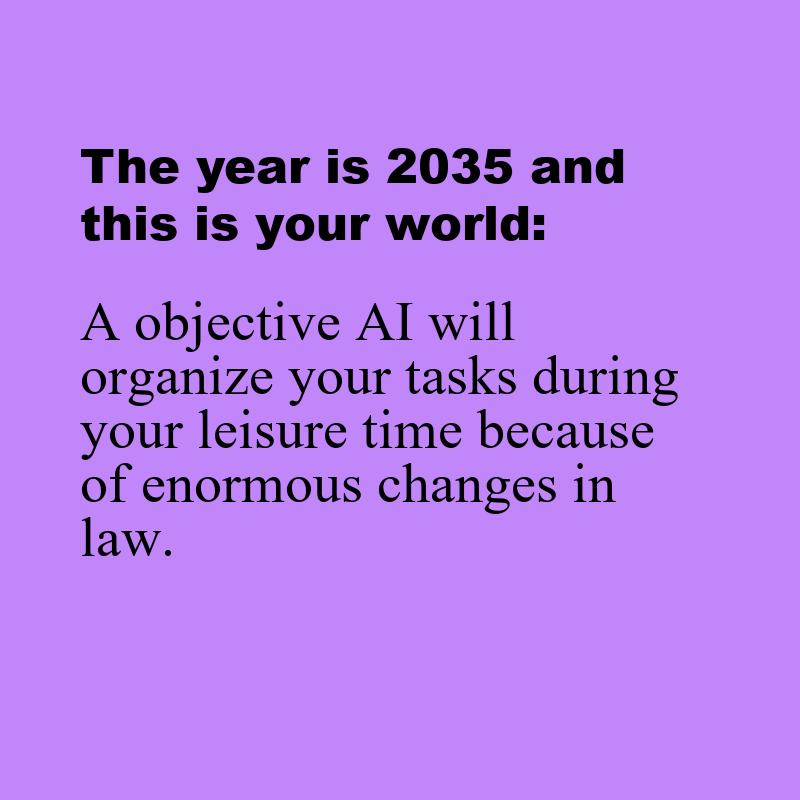 The year is 2035 and
this is your world:
A objective AI will
organize your tasks during
your leisure time because
of enormous changes in
law.